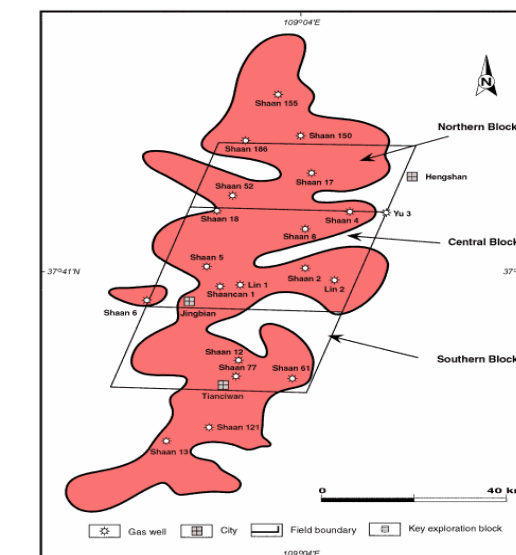 109°04'E
N
Shaan 155
Northern Block
Shaan 150
Shaan 186
Shaan 17
Hengshan
Shaan 52
Shaan 18
Shaan 4
Yu 3
Shaan 8
Central Block
Shaan 5
37°41'N
37°
Shaan 2
Lin 1
Lin 2
Shaancan 1
Shaan 6
Jingbian
Shaan 12
Southern Block
Shaan 77
Shaan 61
Tianciwan
Shaan 121
Shaan 13
0
40 k
Gas well
City
Field boundary
Key exploration block
109°04'E